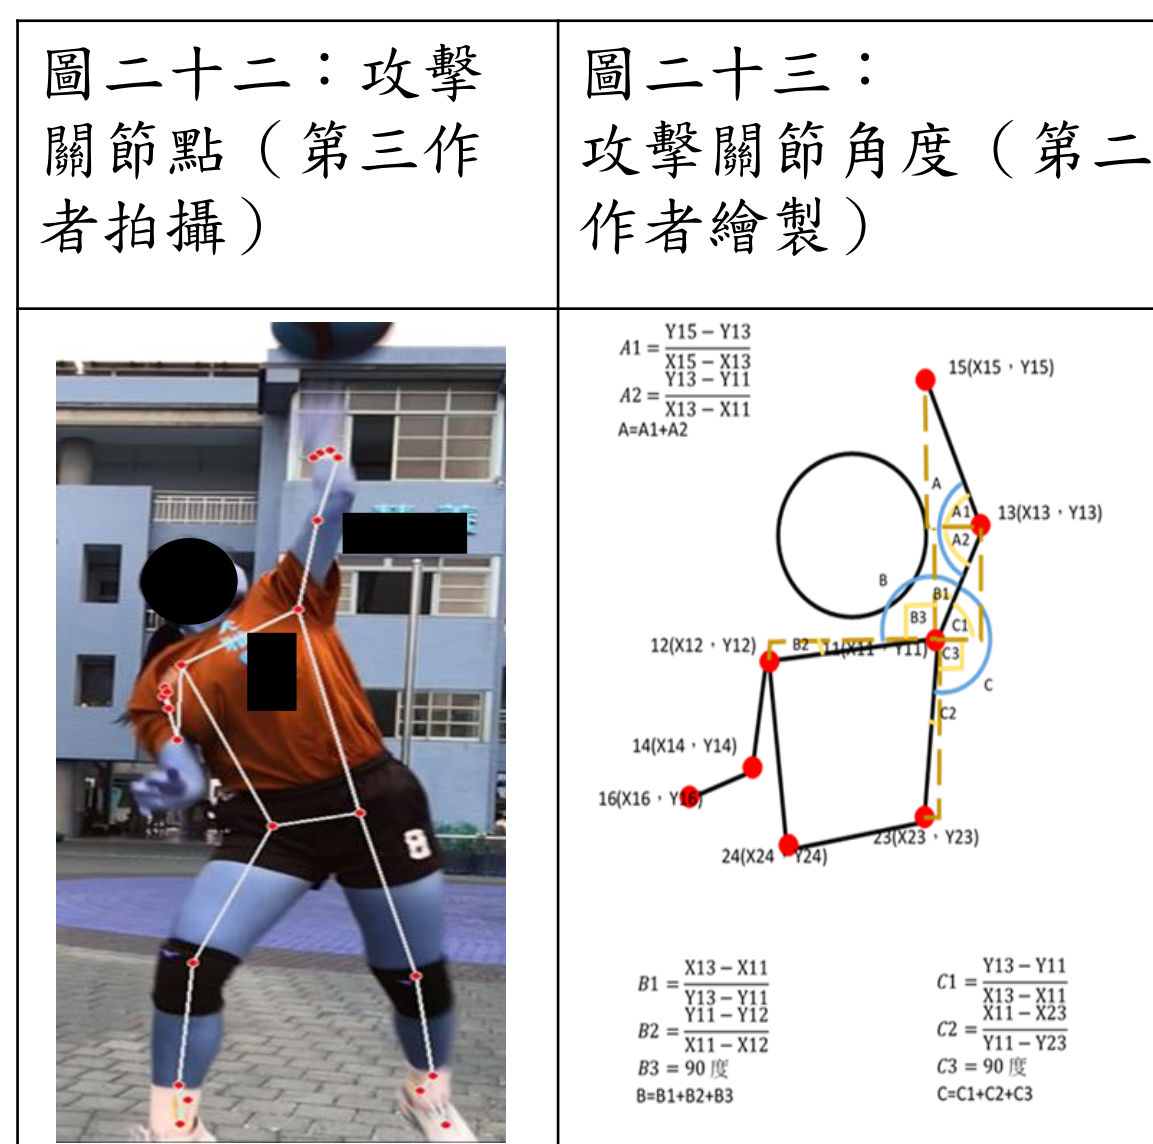 圖二十二：攻擊
關節點（第三作
者拍攝）
圖二十三：
攻擊關節角度（第二
作者繪製）
8
A1 = (Y15 − Y13)/(X15 − X13)
A2 = (Y13 − Y11)/(X13 − X11)
A=A1+A2
15(X15，Y15)
A
A1
13(X13，Y13)
A2
B
B1
B3
C1
12(X12，Y12)
B2
11(X11，Y11)
C3
C
C2
14(X14，Y14)
16(X16，Y16)
23(X23，Y23)
24(X24，Y24)
B1 = (X13 − X11)/(Y13 − Y11)
B2 = (Y11 − Y12)/(X11 − X12)
B3 = 90 度
B=B1+B2+B3
C1 = (Y13 − Y11)/(X13 − X11)
C2 = (X11 − X23)/(Y11 − Y23)
C3 = 90 度
C=C1+C2+C3